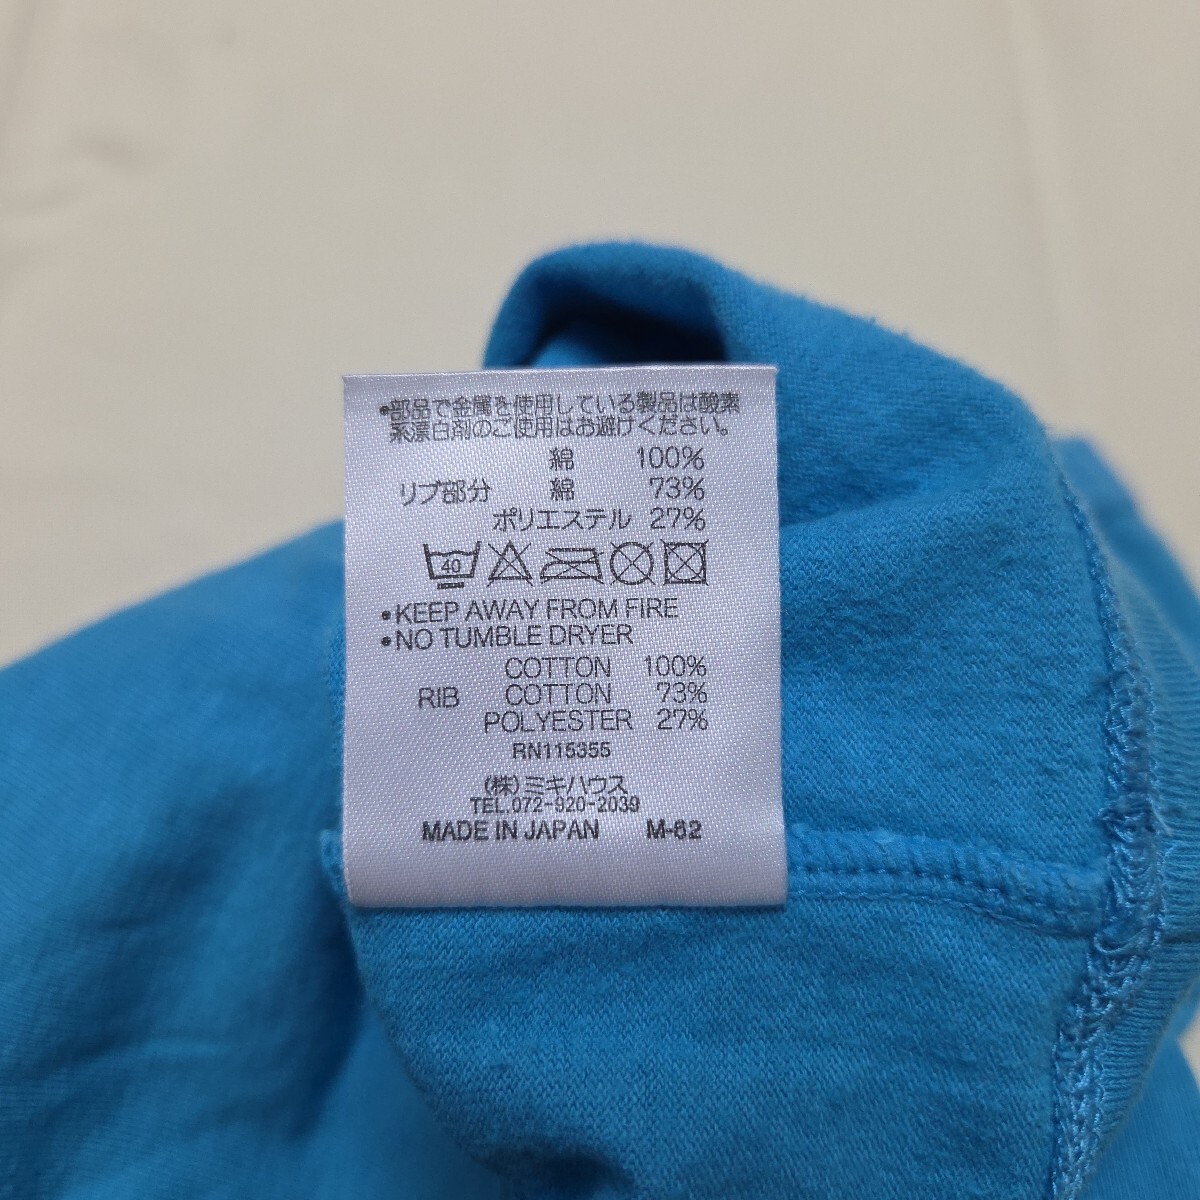 •部品で金属を使用している製品は酸素
系漂白剤のご使用はお避けください。
綿 100%
リブ部分 綿 73%
ポリエステル 27%
40
•KEEP AWAY FROM FIRE
•NO TUMBLE DRYER
COTTON 100%
RIB COTTON 73%
POLYESTER 27%
RN115355
(株)ミキハウス
TEL.072-920-2039
MADE IN JAPAN M-62